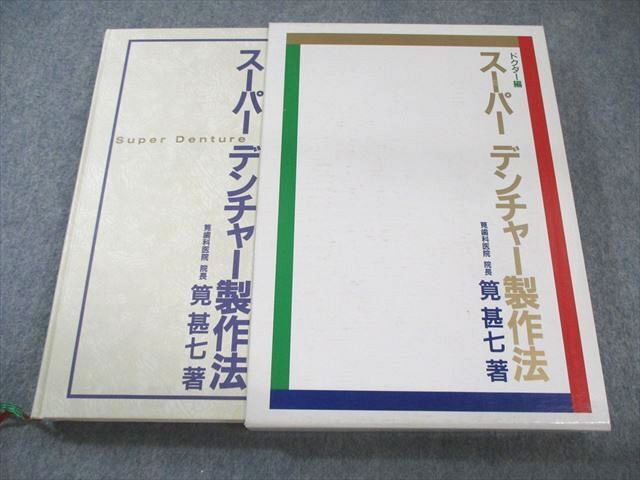 スーパー デンチャー製作法
Super Denture
筧歯科医院 院長
筧 甚七 著
ドクター編
スーパー デンチャー製作法
筧歯科医院 院長
筧 甚七 著